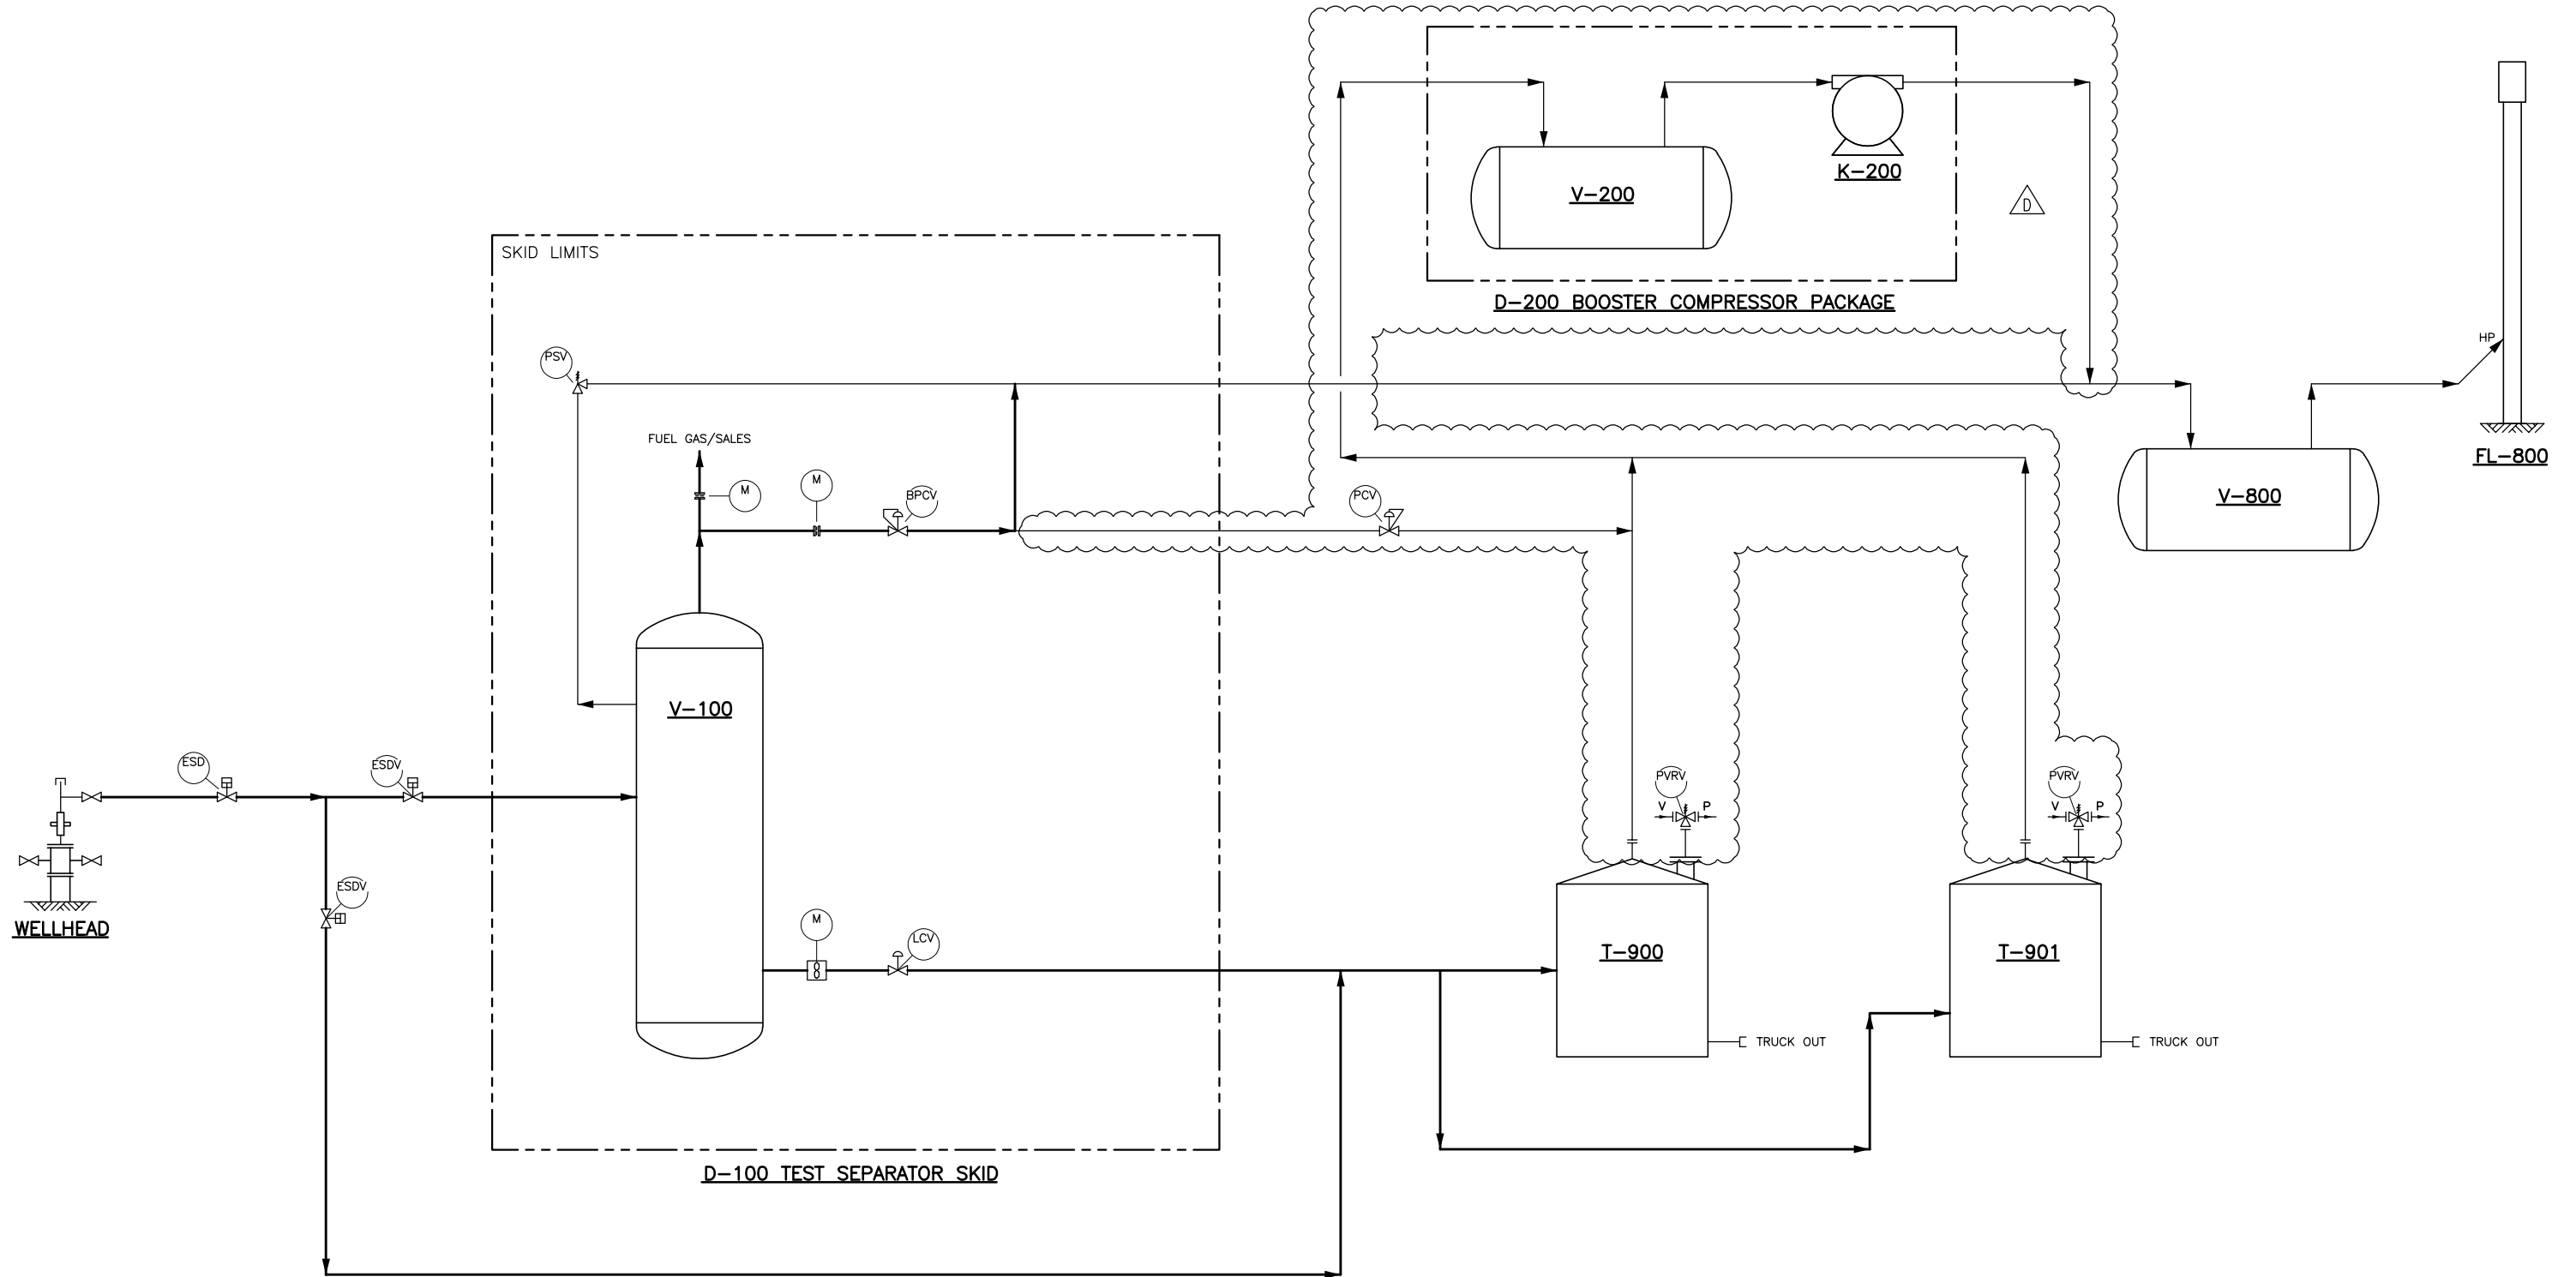 V-200
K-200
D
SKID LIMITS
D-200 BOOSTER COMPRESSOR PACKAGE
HP
PSV
FUEL GAS/SALES
FL-800
M
M
BPCV
PCV
V-800
V-100
ESD
ESDV
PVRV
V
P
PVRV
V
P
ESDV
WELLHEAD
M
LCV
T-900
T-901
TRUCK OUT
TRUCK OUT
D-100 TEST SEPARATOR SKID